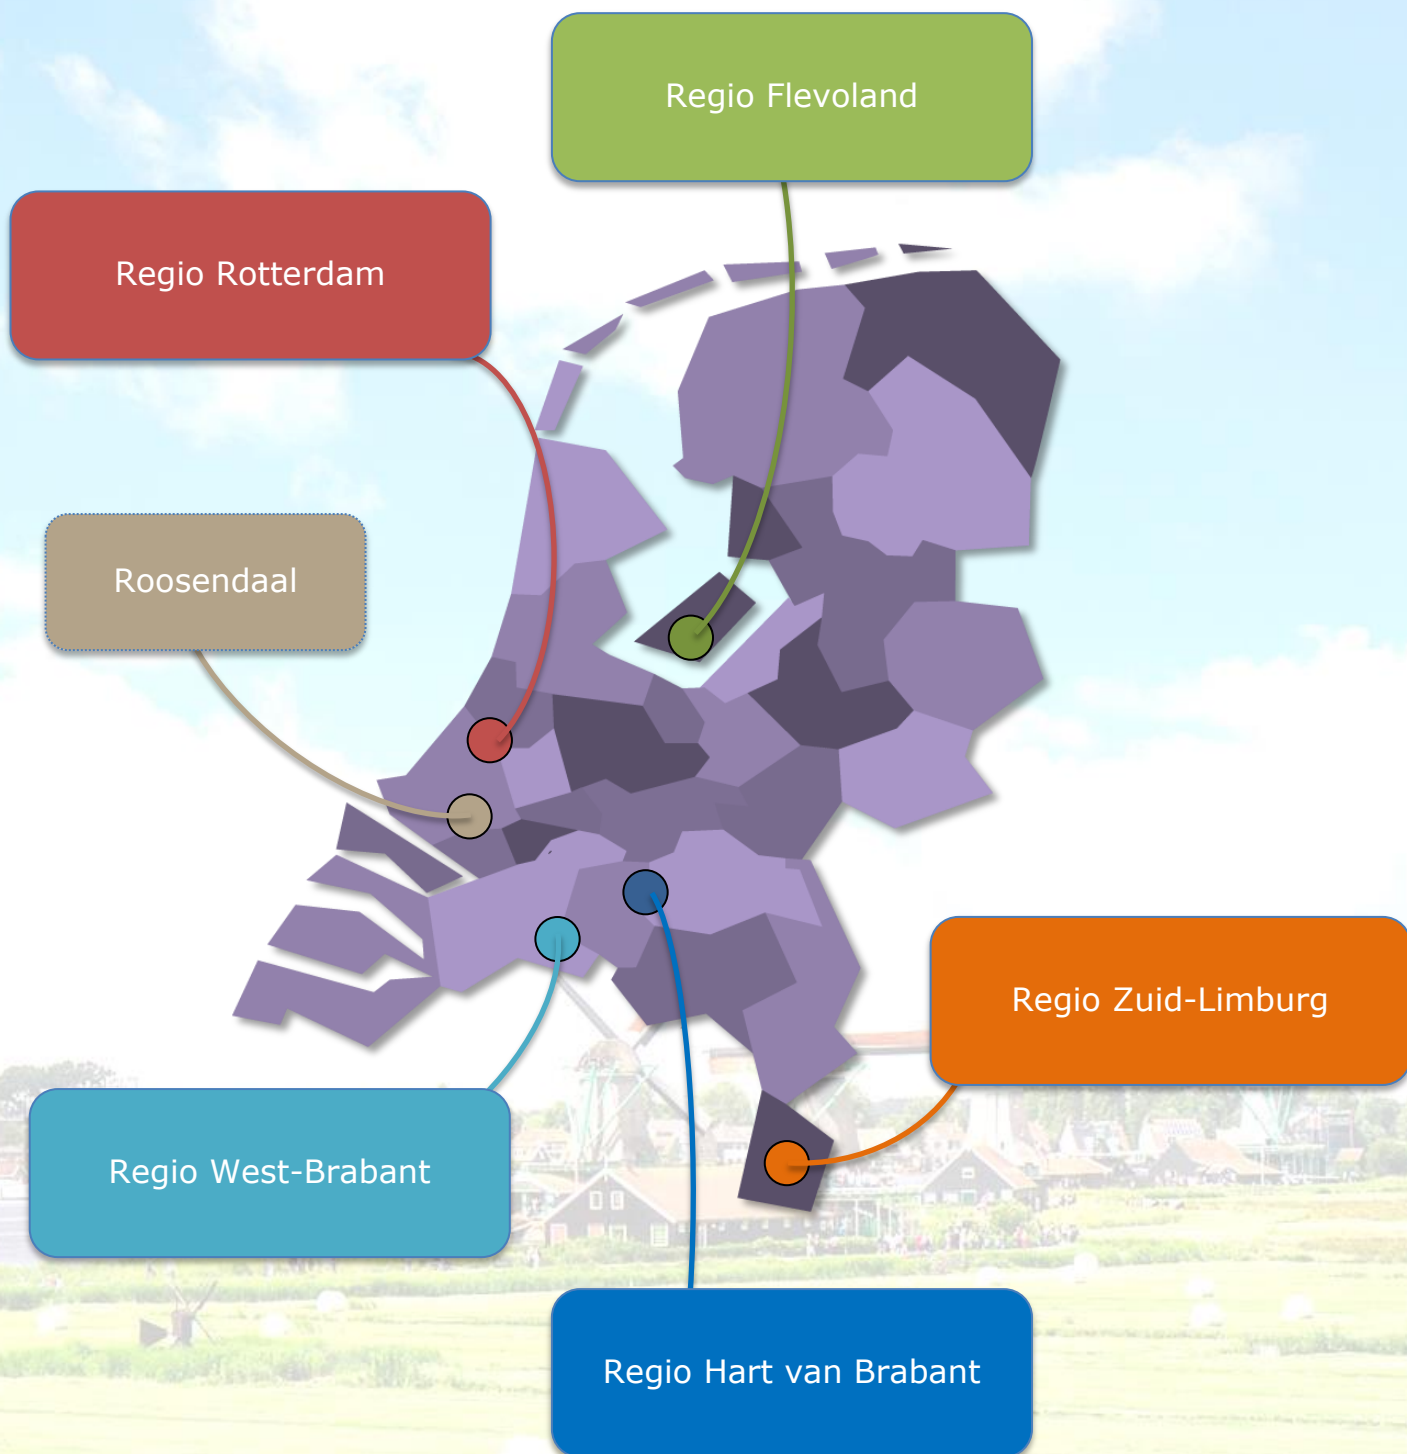 Regio Flevoland
Regio Rotterdam
Roosendaal
Regio Zuid-Limburg
Regio West-Brabant
Regio Hart van Brabant